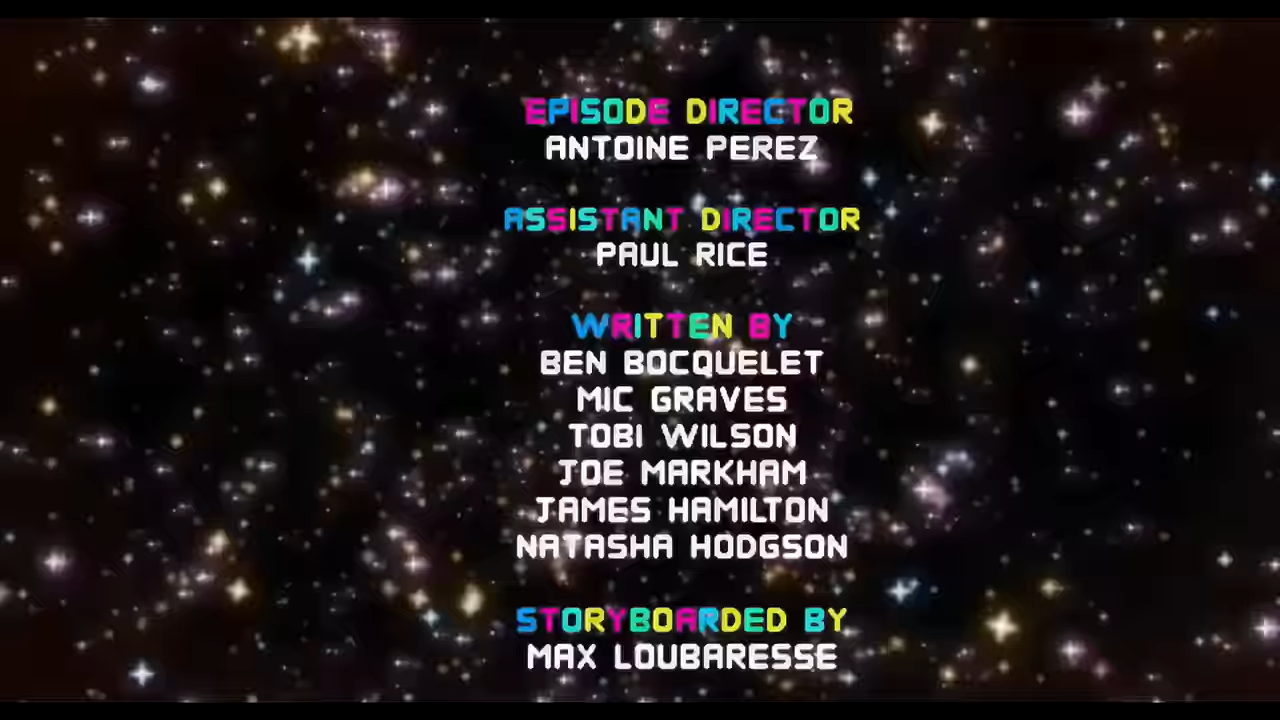 EPISODE DIRECTOR
ANTOINE PEREZ
ASSISTANT DIRECTOR
PAUL RICE
WRITTEN BY
BEN BOCQUELET
MIC GRAVES
TOBI WILSON
JOE MARKHAM
JAMES HAMILTON
NATASHA HODGSON
STORYBOARDED BY
MAX LOUBARESSE